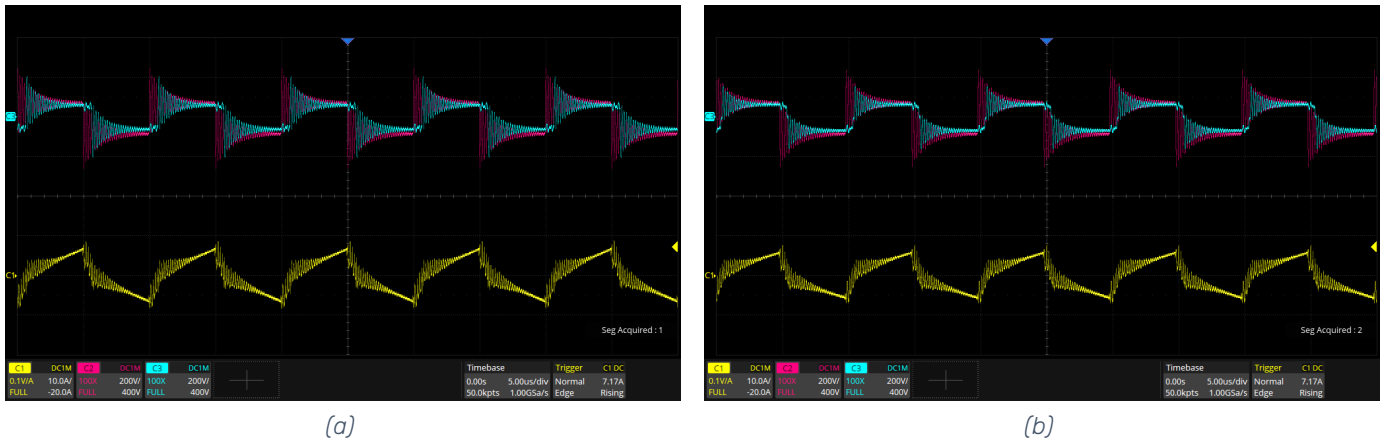 C3
C1
Seg Acquired : 1
C1 DC1M C2 DC1M C3 DC1M Timebase Trigger C1 DC
0.1V/A 10.0A/ 100X 200V/ 100X 200V/ 0.00s 5.00us/div Normal 7.17A
FULL -20.0A FULL 400V FULL 400V 50.0kpts 1.00GSa/s Edge Rising
(a)
C3
C1
Seg Acquired : 2
C1 DC1M C2 DC1M C3 DC1M Timebase Trigger C1 DC
0.1V/A 10.0A/ 100X 200V/ 100X 200V/ 0.00s 5.00us/div Normal 7.17A
FULL -20.0A FULL 400V FULL 400V 50.0kpts 1.00GSa/s Edge Rising
(b)